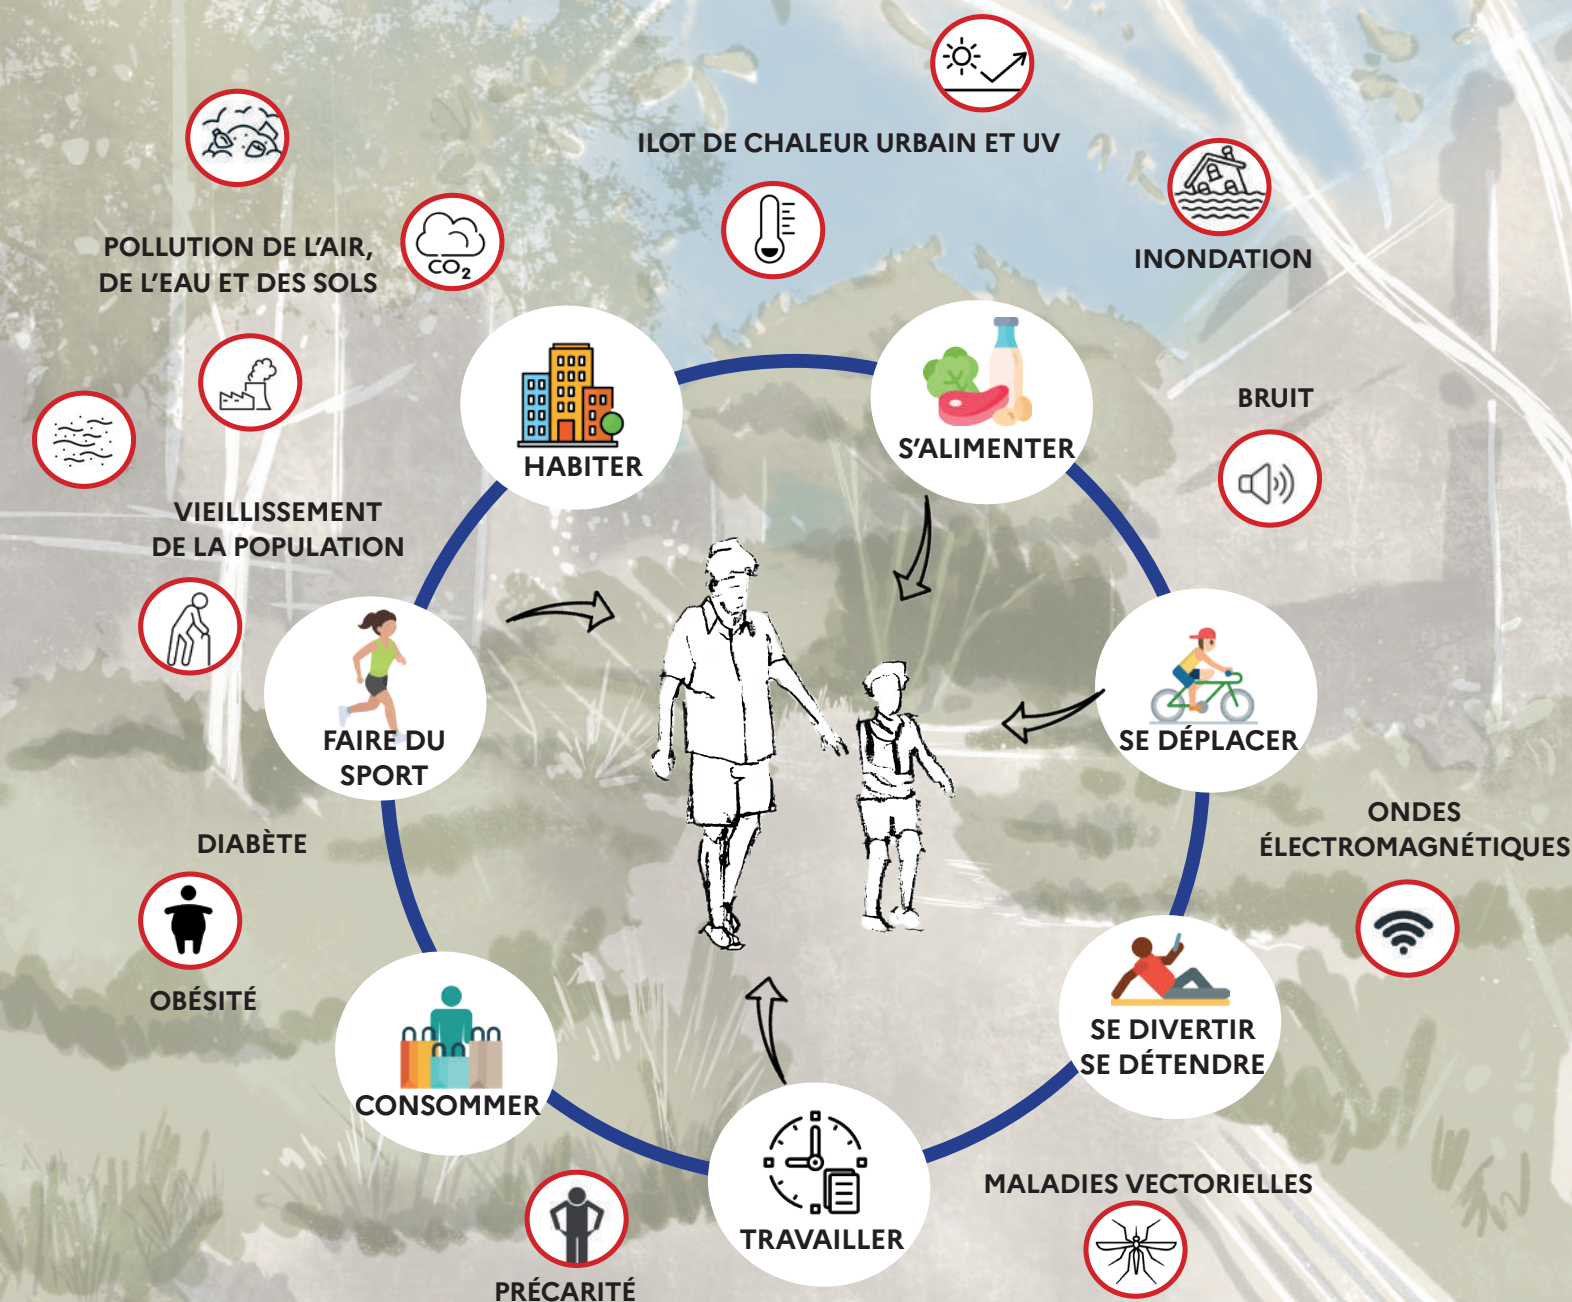 ILOT DE CHALEUR URBAIN ET UV
POLLUTION DE L'AIR,
DE L'EAU ET DES SOLS
CO₂
INONDATION
BRUIT
HABITER
S'ALIMENTER
VIEILLISSEMENT
DE LA POPULATION
FAIRE DU
SPORT
SE DÉPLACER
DIABÈTE
OBÉSITÉ
ONDES
ÉLECTROMAGNÉTIQUES
CONSOMMER
SE DIVERTIR
SE DÉTENDRE
TRAVAILLER
MALADIES VECTORIELLES
PRÉCARITÉ